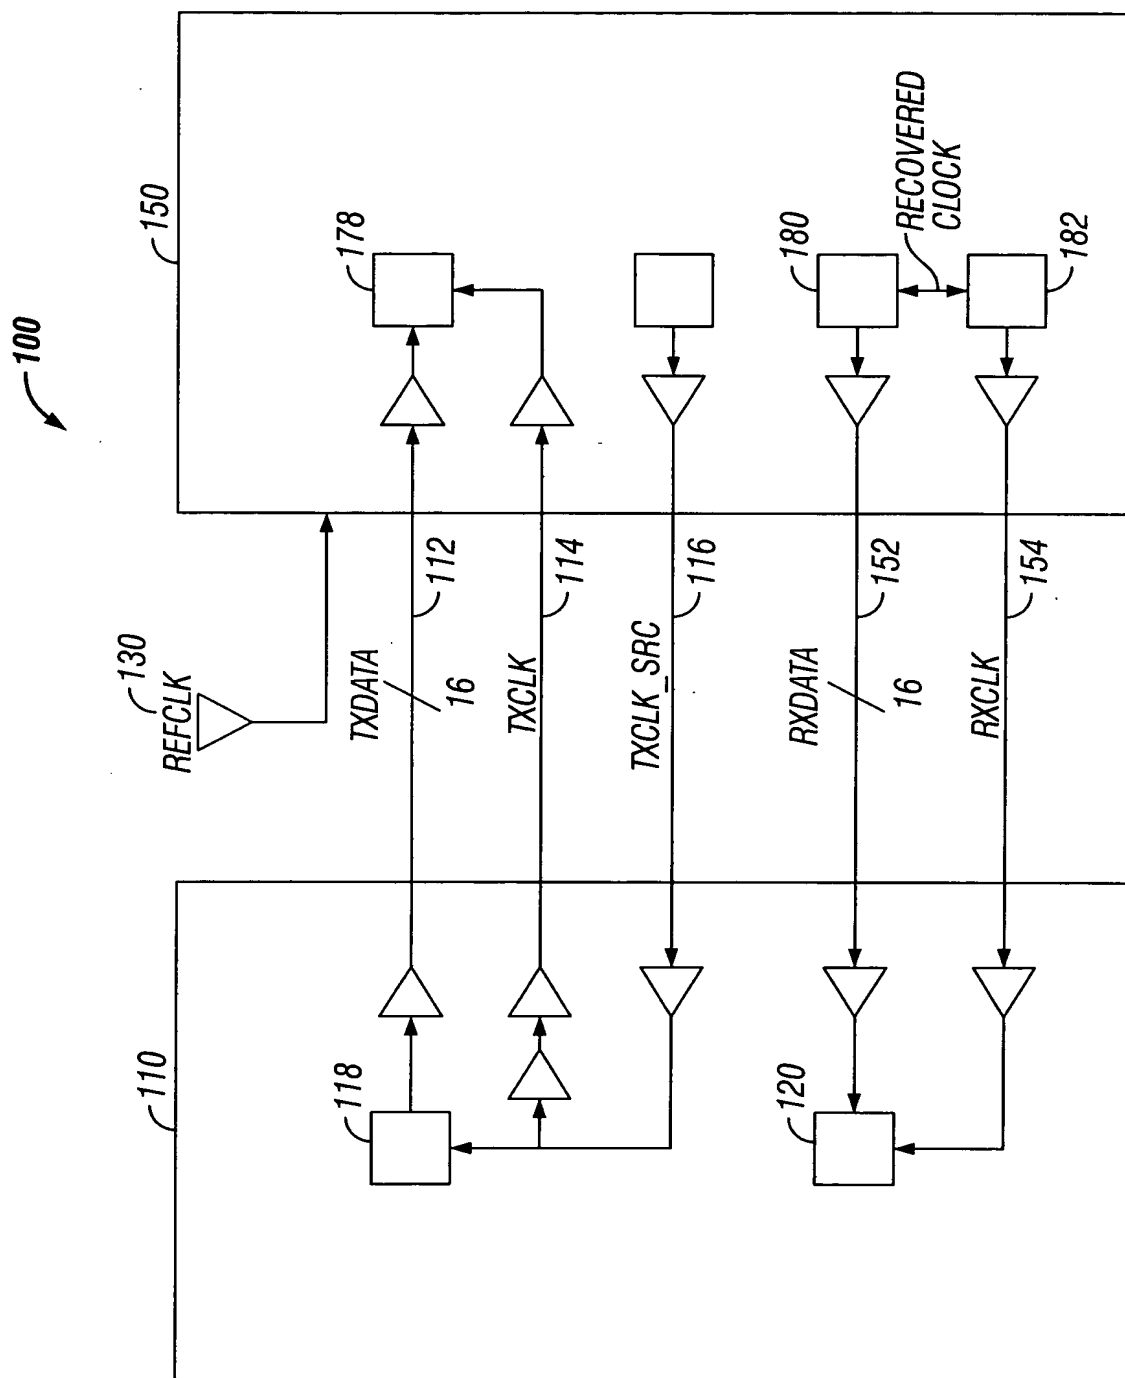 100
150
178
180
RECOVERED
CLOCK
182
130
REFCLK
TXDATA
16
112
TXCLK
114
TXCLK_SRC
116
RXDATA
16
152
RXCLK
154
110
118
120